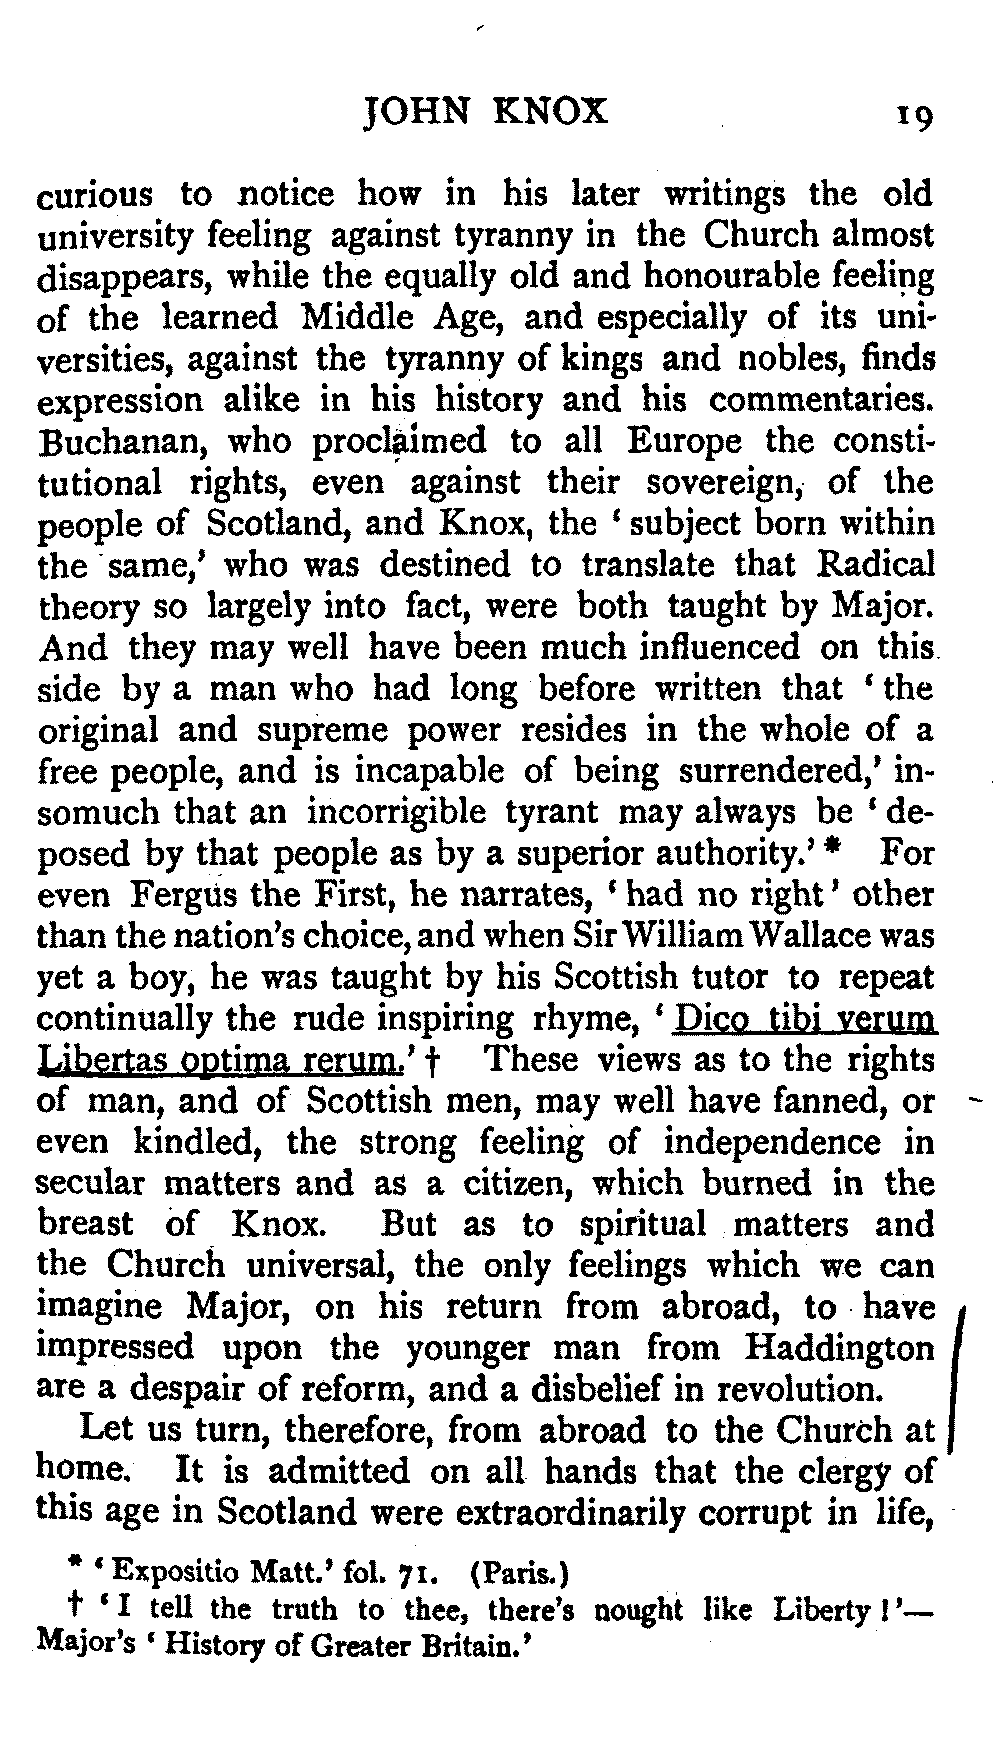 JOHN KNOX 19
curious to notice how in his later writings the old
university feeling against tyranny in the Church almost
disappears, while the equally old and honourable feeling
of the learned Middle Age, and especially of its uni-
versities, against the tyranny of kings and nobles, finds
expression alike in his history and his commentaries.
Buchanan, who proclaimed to all Europe the consti-
tutional rights, even against their sovereign, of the
people of Scotland, and Knox, the ‘subject born within
the same,’ who was destined to translate that Radical
theory so largely into fact, were both taught by Major.
And they may well have been much influenced on this
side by a man who had long before written that ‘the
original and supreme power resides in the whole of a
free people, and is incapable of being surrendered,’ in-
somuch that an incorrigible tyrant may always be ‘de-
posed by that people as by a superior authority.’* For
even Fergus the First, he narrates, ‘had no right’ other
than the nation's choice, and when Sir William Wallace was
yet a boy, he was taught by his Scottish tutor to repeat
continually the rude inspiring rhyme, ‘Dico tibi verum
Libertas optima rerum.’† These views as to the rights
of man, and of Scottish men, may well have fanned, or
even kindled, the strong feeling of independence in
secular matters and as a citizen, which burned in the
breast of Knox. But as to spiritual matters and
the Church universal, the only feelings which we can
imagine Major, on his return from abroad, to have
impressed upon the younger man from Haddington
are a despair of reform, and a disbelief in revolution.
Let us turn, therefore, from abroad to the Church at
home. It is admitted on all hands that the clergy of
this age in Scotland were extraordinarily corrupt in life,
* ‘Expositio Matt.’ fol. 71. (Paris.)
† ‘I tell the truth to thee, there's nought like Liberty!’—
Major's ‘History of Greater Britain.’